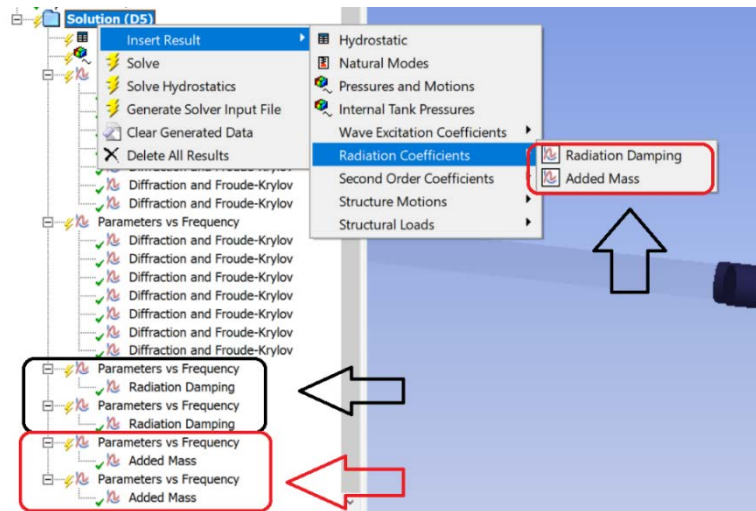 Solution (D5)
Insert Result
Solve
Solve Hydrostatics
Generate Solver Input File
Clear Generated Data
Delete All Results
Hydrostatic
Natural Modes
Pressures and Motions
Internal Tank Pressures
Wave Excitation Coefficients
Radiation Coefficients
Second Order Coefficients
Structure Motions
Structural Loads
Radiation Damping
Added Mass
Diffraction and Froude-Krylov
Diffraction and Froude-Krylov
Parameters vs Frequency
Diffraction and Froude-Krylov
Diffraction and Froude-Krylov
Diffraction and Froude-Krylov
Diffraction and Froude-Krylov
Diffraction and Froude-Krylov
Diffraction and Froude-Krylov
Parameters vs Frequency
Radiation Damping
Parameters vs Frequency
Radiation Damping
Parameters vs Frequency
Added Mass
Parameters vs Frequency
Added Mass